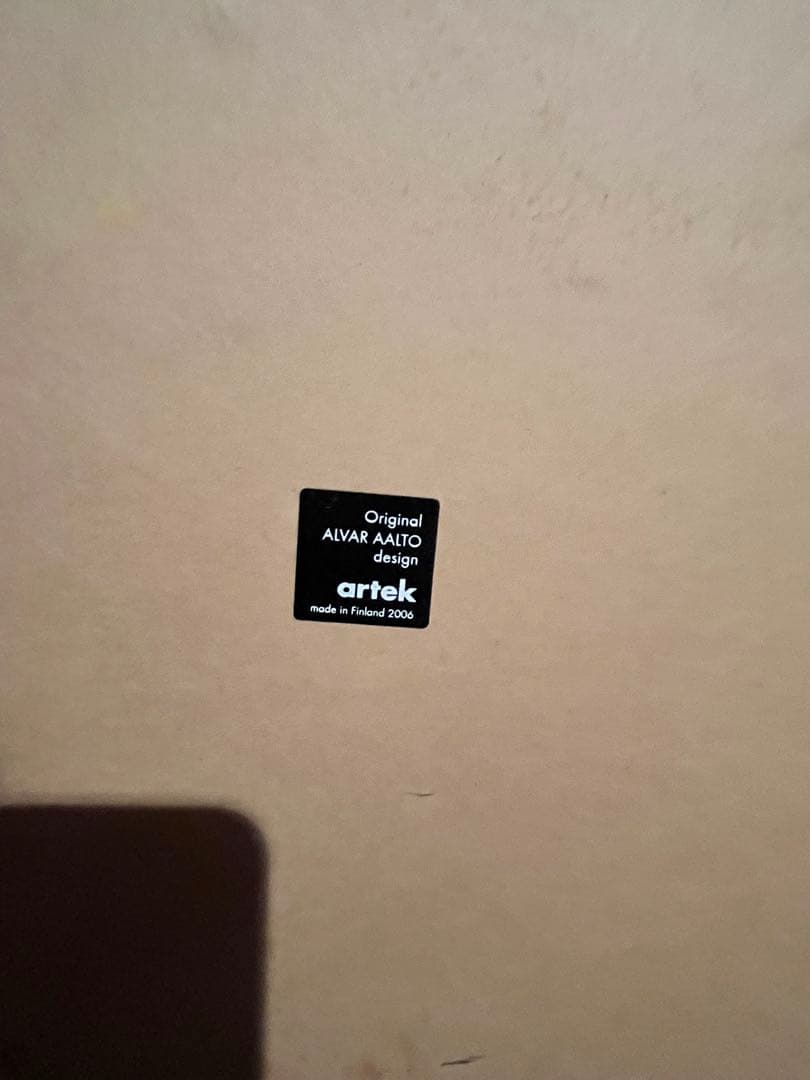 Original
ALVAR AALTO
design
artek
made in Finland 2006